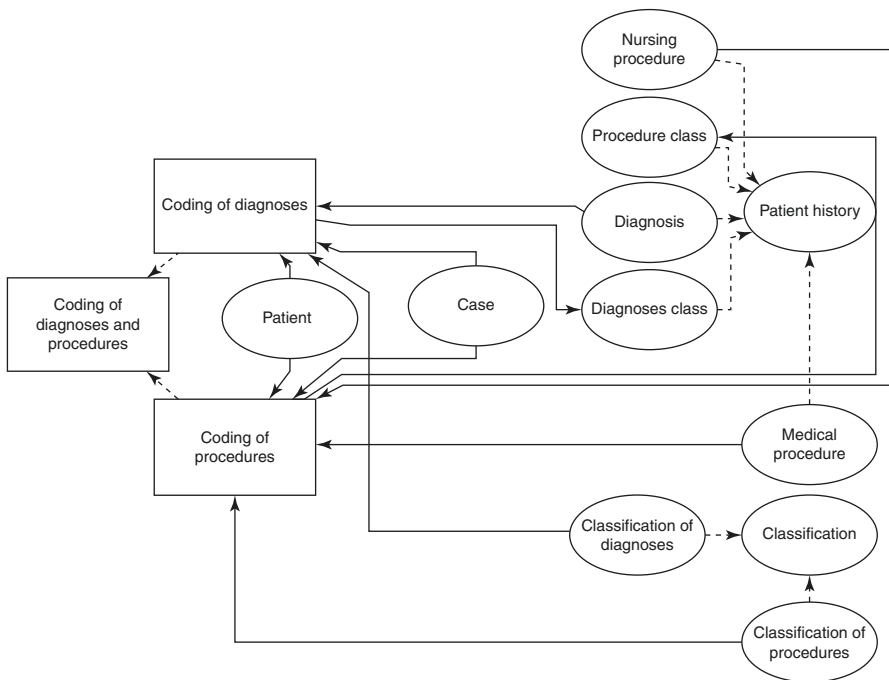 Nursing
procedure
Procedure class
Coding of diagnoses
Diagnosis
Patient history
Coding of
diagnoses and
procedures
Patient
Case
Diagnoses class
Coding of
procedures
Medical
procedure
Classification of
diagnoses
Classification
Classification of
procedures